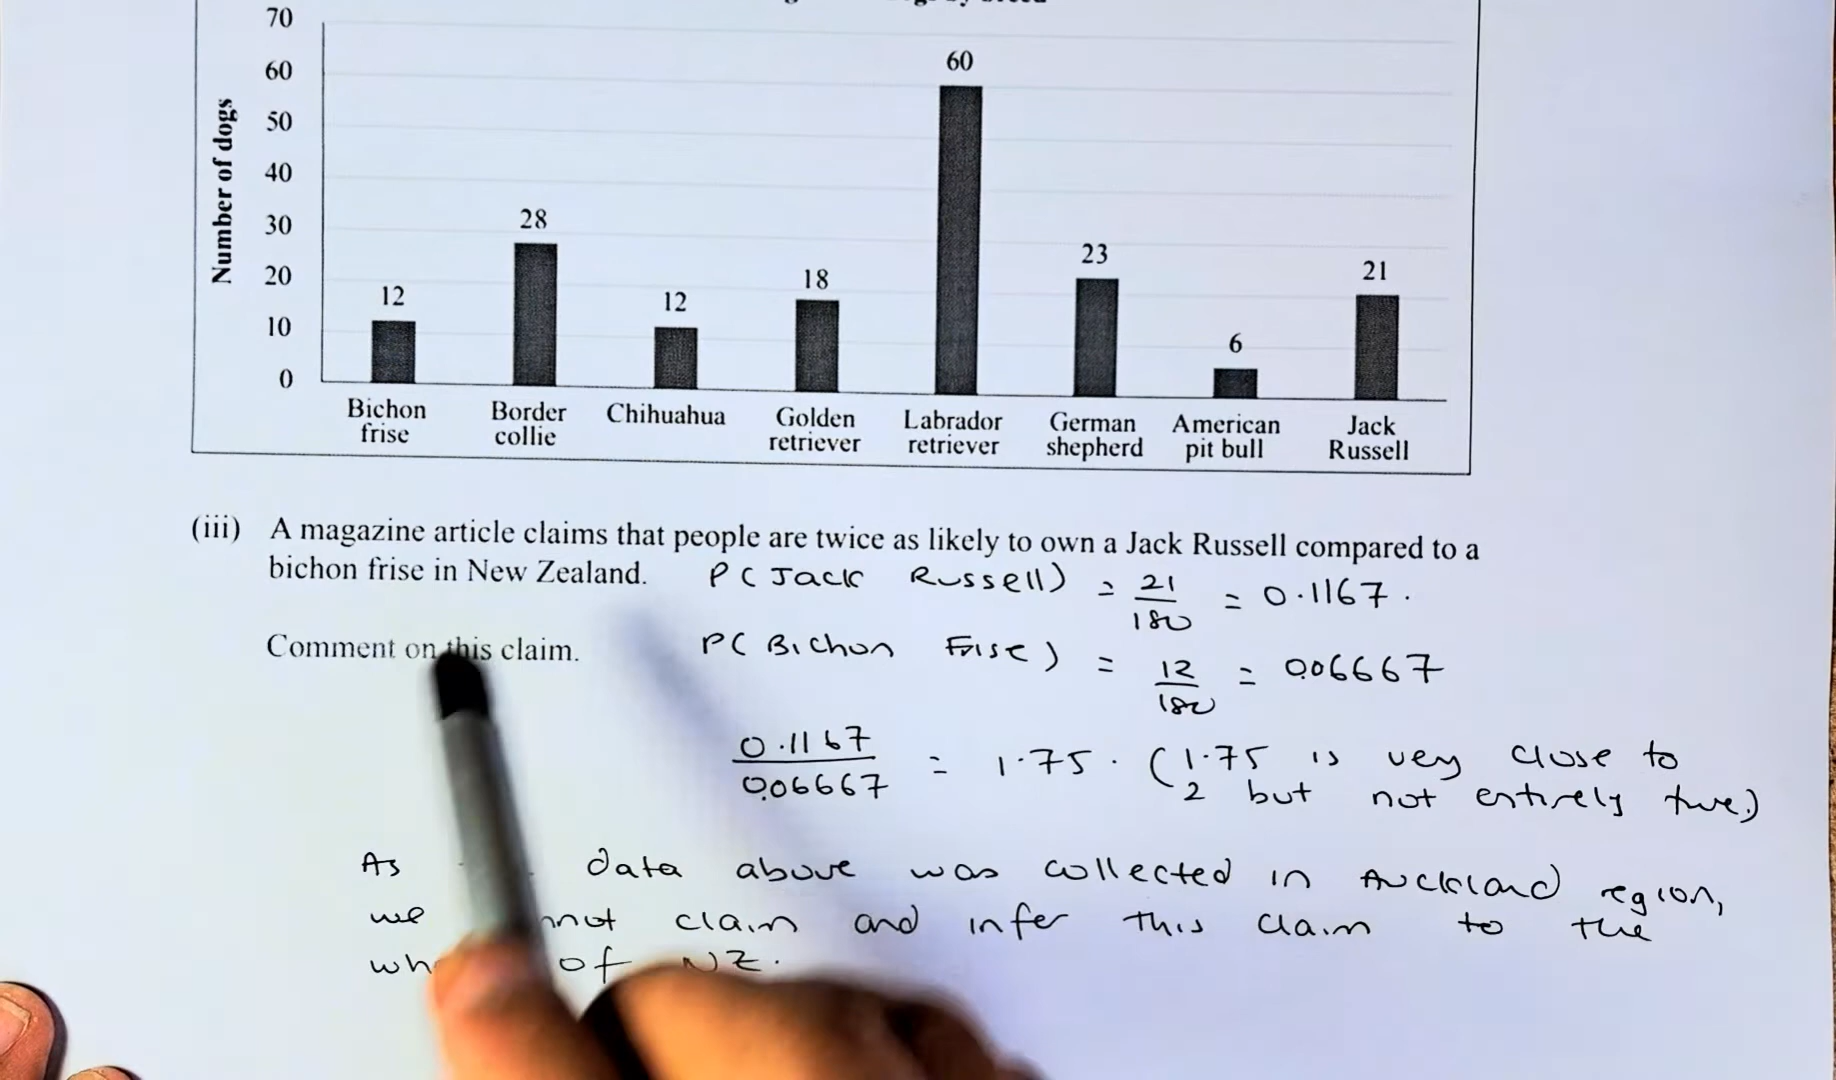 70
60
50
40
30
20
10
0
Number of dogs
12
28
12
18
60
23
6
21
Bichon frise
Border collie
Chihuahua
Golden retriever
Labrador retriever
German shepherd
American pit bull
Jack Russell
(iii) A magazine article claims that people are twice as likely to own a Jack Russell compared to a
bichon frise in New Zealand.
P(Jack Russell) = 21/180 = 0.1167.
Comment on this claim.
P(Bichon Frise) = 12/180 = 0.06667
0.1167/0.06667 = 1.75. (1.75 is very close to
2 but not entirely true)
As data above was collected in Auckland region,
we claim and infer this claim to the
of NZ.